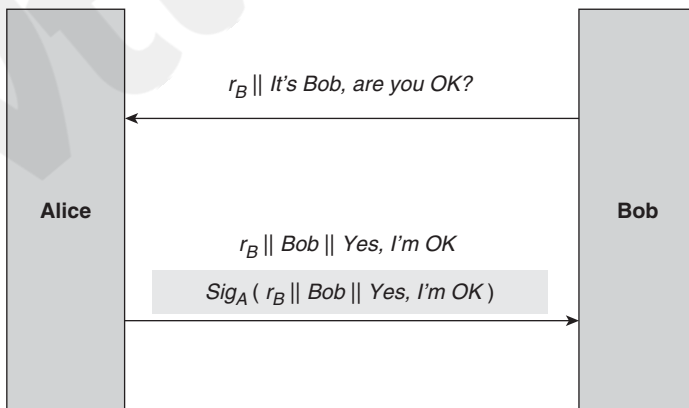 r_B || It's Bob, are you OK?
Alice
Bob
r_B || Bob || Yes, I'm OK
Sig_A ( r_B || Bob || Yes, I'm OK )